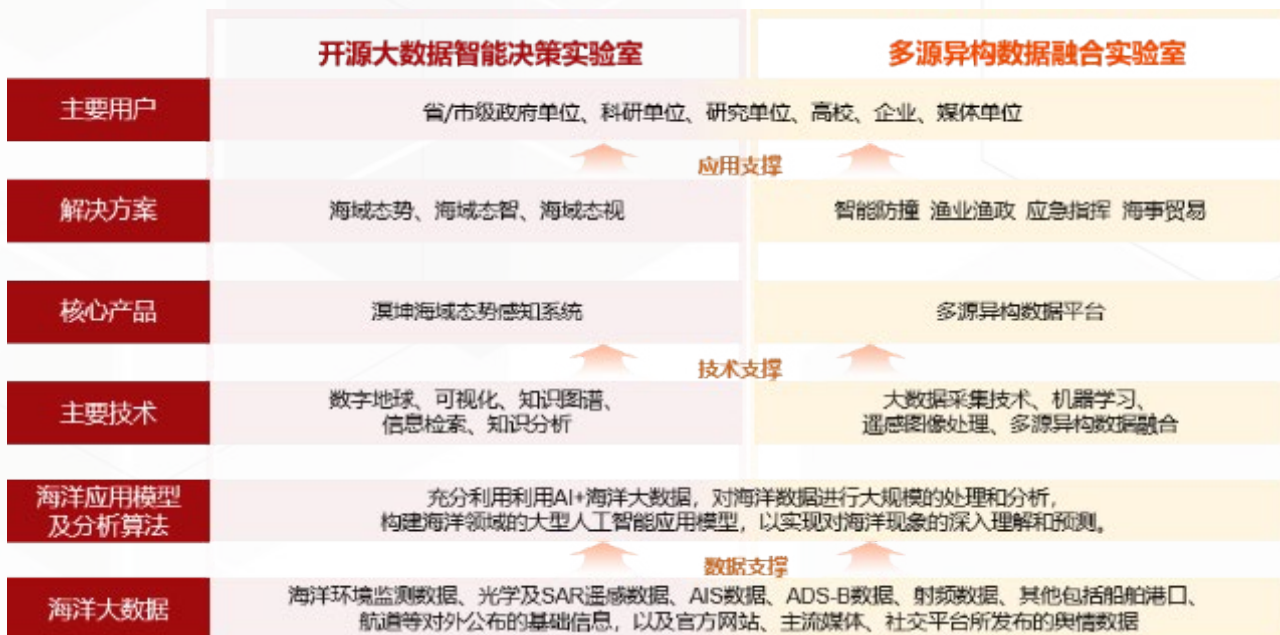 开源大数据智能决策实验室
多源异构数据融合实验室
主要用户
省/市级政府单位、科研单位、研究单位、高校、企业、媒体单位
应用支撑
解决方案
海域态势、海域态智、海域态视
智能防撞 渔业渔政 应急指挥 海事贸易
核心产品
溟坤海域态势感知系统
多源异构数据平台
技术支撑
主要技术
数字地球、可视化、知识图谱、
信息检索、知识分析
大数据采集技术、机器学习、
遥感图像处理、多源异构数据融合
海洋应用模型
及分析算法
充分利用利用AI+海洋大数据，对海洋数据进行大规模的处理和分析，
构建海洋领域的大型人工智能应用模型，以实现对海洋现象的深入理解和预测。
数据支撑
海洋大数据
海洋环境监测数据、光学及SAR遥感数据、AIS数据、ADS-B数据、射频数据、其他包括船舶港口、
航道等对外公布的基础信息，以及官方网站、主流媒体、社交平台所发布的舆情数据